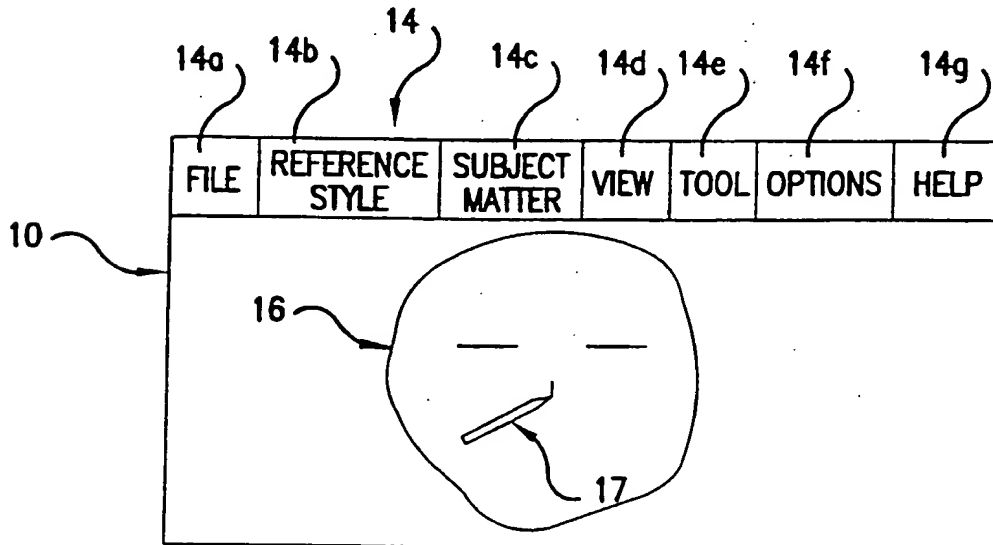 14
14a 14b 14c 14d 14e 14f 14g
FILE REFERENCE STYLE SUBJECT MATTER VIEW TOOL OPTIONS HELP
10
16
17